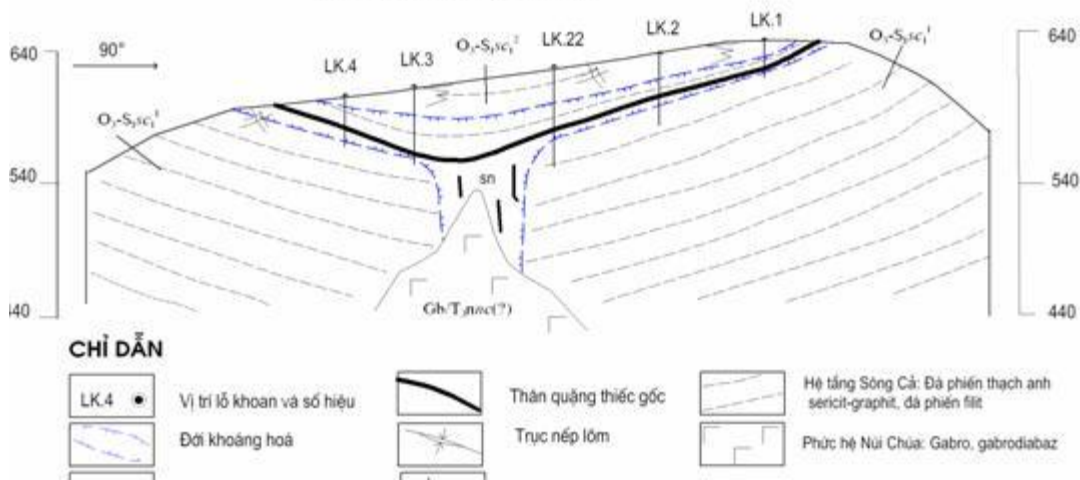 640
90°
LK.4
LK.3
O₃-S₁sc₁²
LK.22
LK.2
LK.1
O₃-S₁sc₁¹
640
O₃-S₁sc₁¹
540
sn
540
Gb/T₃nnc(?)
440
440
CHỈ DẪN
LK.4
Vị trí lỗ khoan và số hiệu
Thân quặng thiếc gốc
Hệ tầng Sông Cả: Đá phiến thạch anh
sericit-graphit, đá phiến filit
Đới khoáng hoá
Trục nếp lõm
Phức hệ Núi Chúa: Gabro, gabrodiabaz